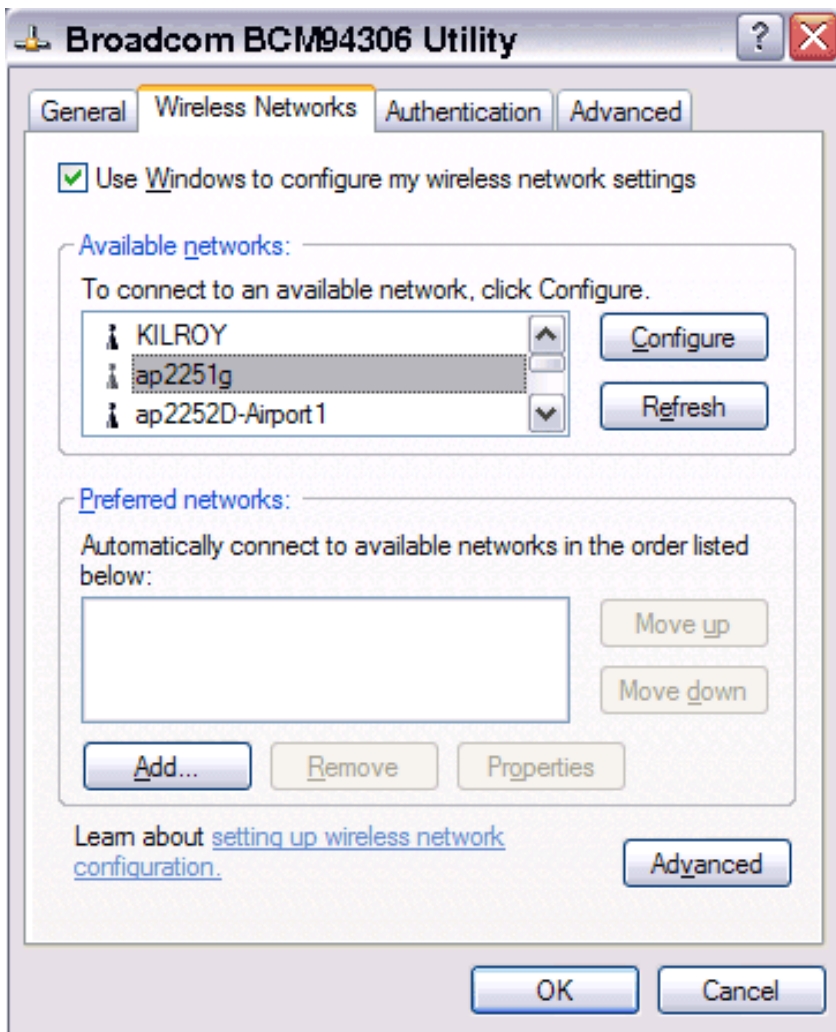 Broadcom BCM94306 Utility
General Wireless Networks Authentication Advanced
Use Windows to configure my wireless network settings
Available networks:
To connect to an available network, click Configure.
KILROY
ap2251g
ap2252D-Airport1
Configure
Refresh
Preferred networks:
Automatically connect to available networks in the order listed
below:
Move up
Move down
Add... Remove Properties
Learn about setting up wireless network
configuration.
Advanced
OK Cancel